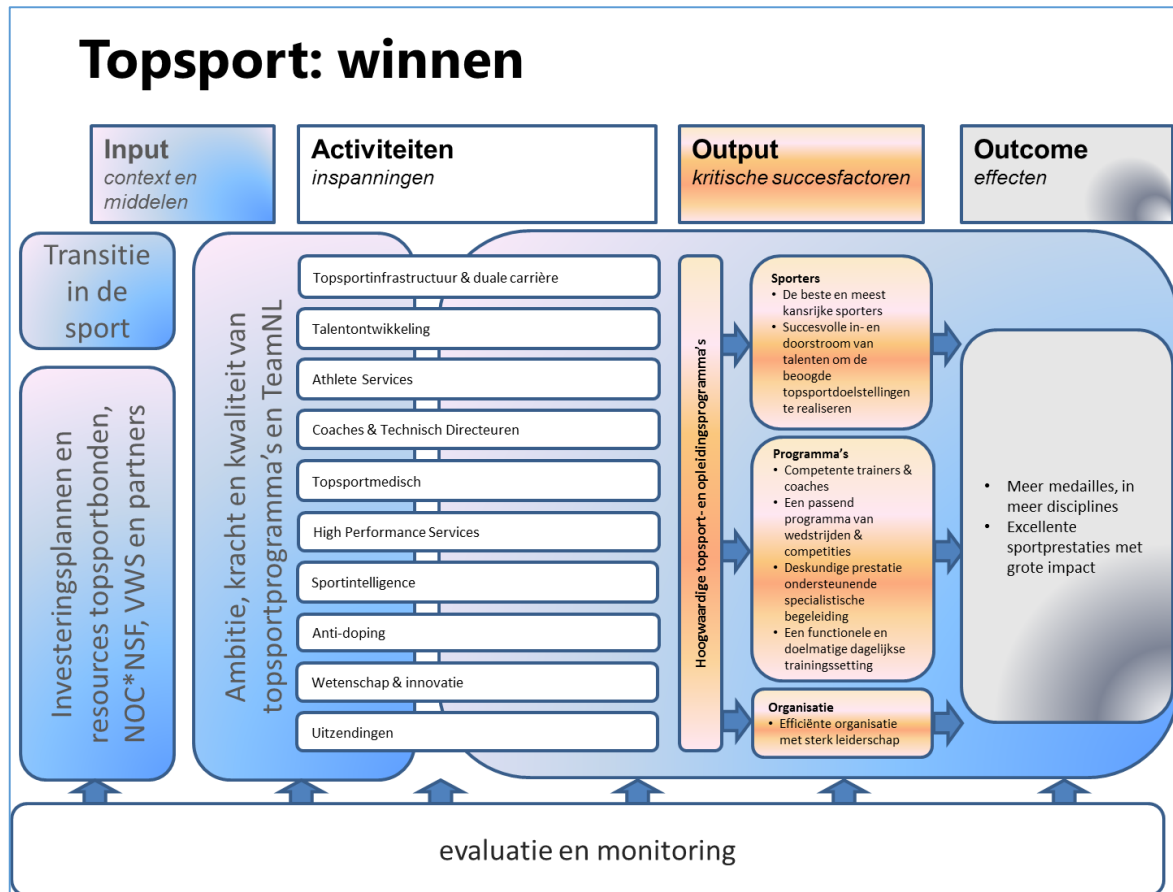 Topsport: winnen
Input
context en
middelen
Activiteiten
inspanningen
Output
kritische succesfactoren
Outcome
effecten
Transitie
in de
sport
Investeringsplannen en
resources topsportbonden,
NOC*NSF, VWS en partners
Ambitie, kracht en kwaliteit van
topsportprogramma's en TeamNL
Topsportinfrastructuur & duale carrière
Talentontwikkeling
Athlete Services
Coaches & Technisch Directeuren
Topsportmedisch
High Performance Services
Sportintelligence
Anti-doping
Wetenschap & innovatie
Uitzendingen
Hoogwaardige topsport- en opleidingsprogramma's
Sporters
• De beste en meest
kansrijke sporters
• Succesvolle in- en
doorstroom van
talenten om de
beoogde
topsportdoelstellingen
te realiseren
Programma's
• Competente trainers &
coaches
• Een passend
programma van
wedstrijden &
competities
• Deskundige prestatie
ondersteunende
specialistische
begeleiding
• Een functionele en
doelmatige dagelijkse
trainingssetting
Organisatie
• Efficiënte organisatie
met sterk leiderschap
• Meer medailles, in
meer disciplines
• Excellente
sportprestaties met
grote impact
evaluatie en monitoring